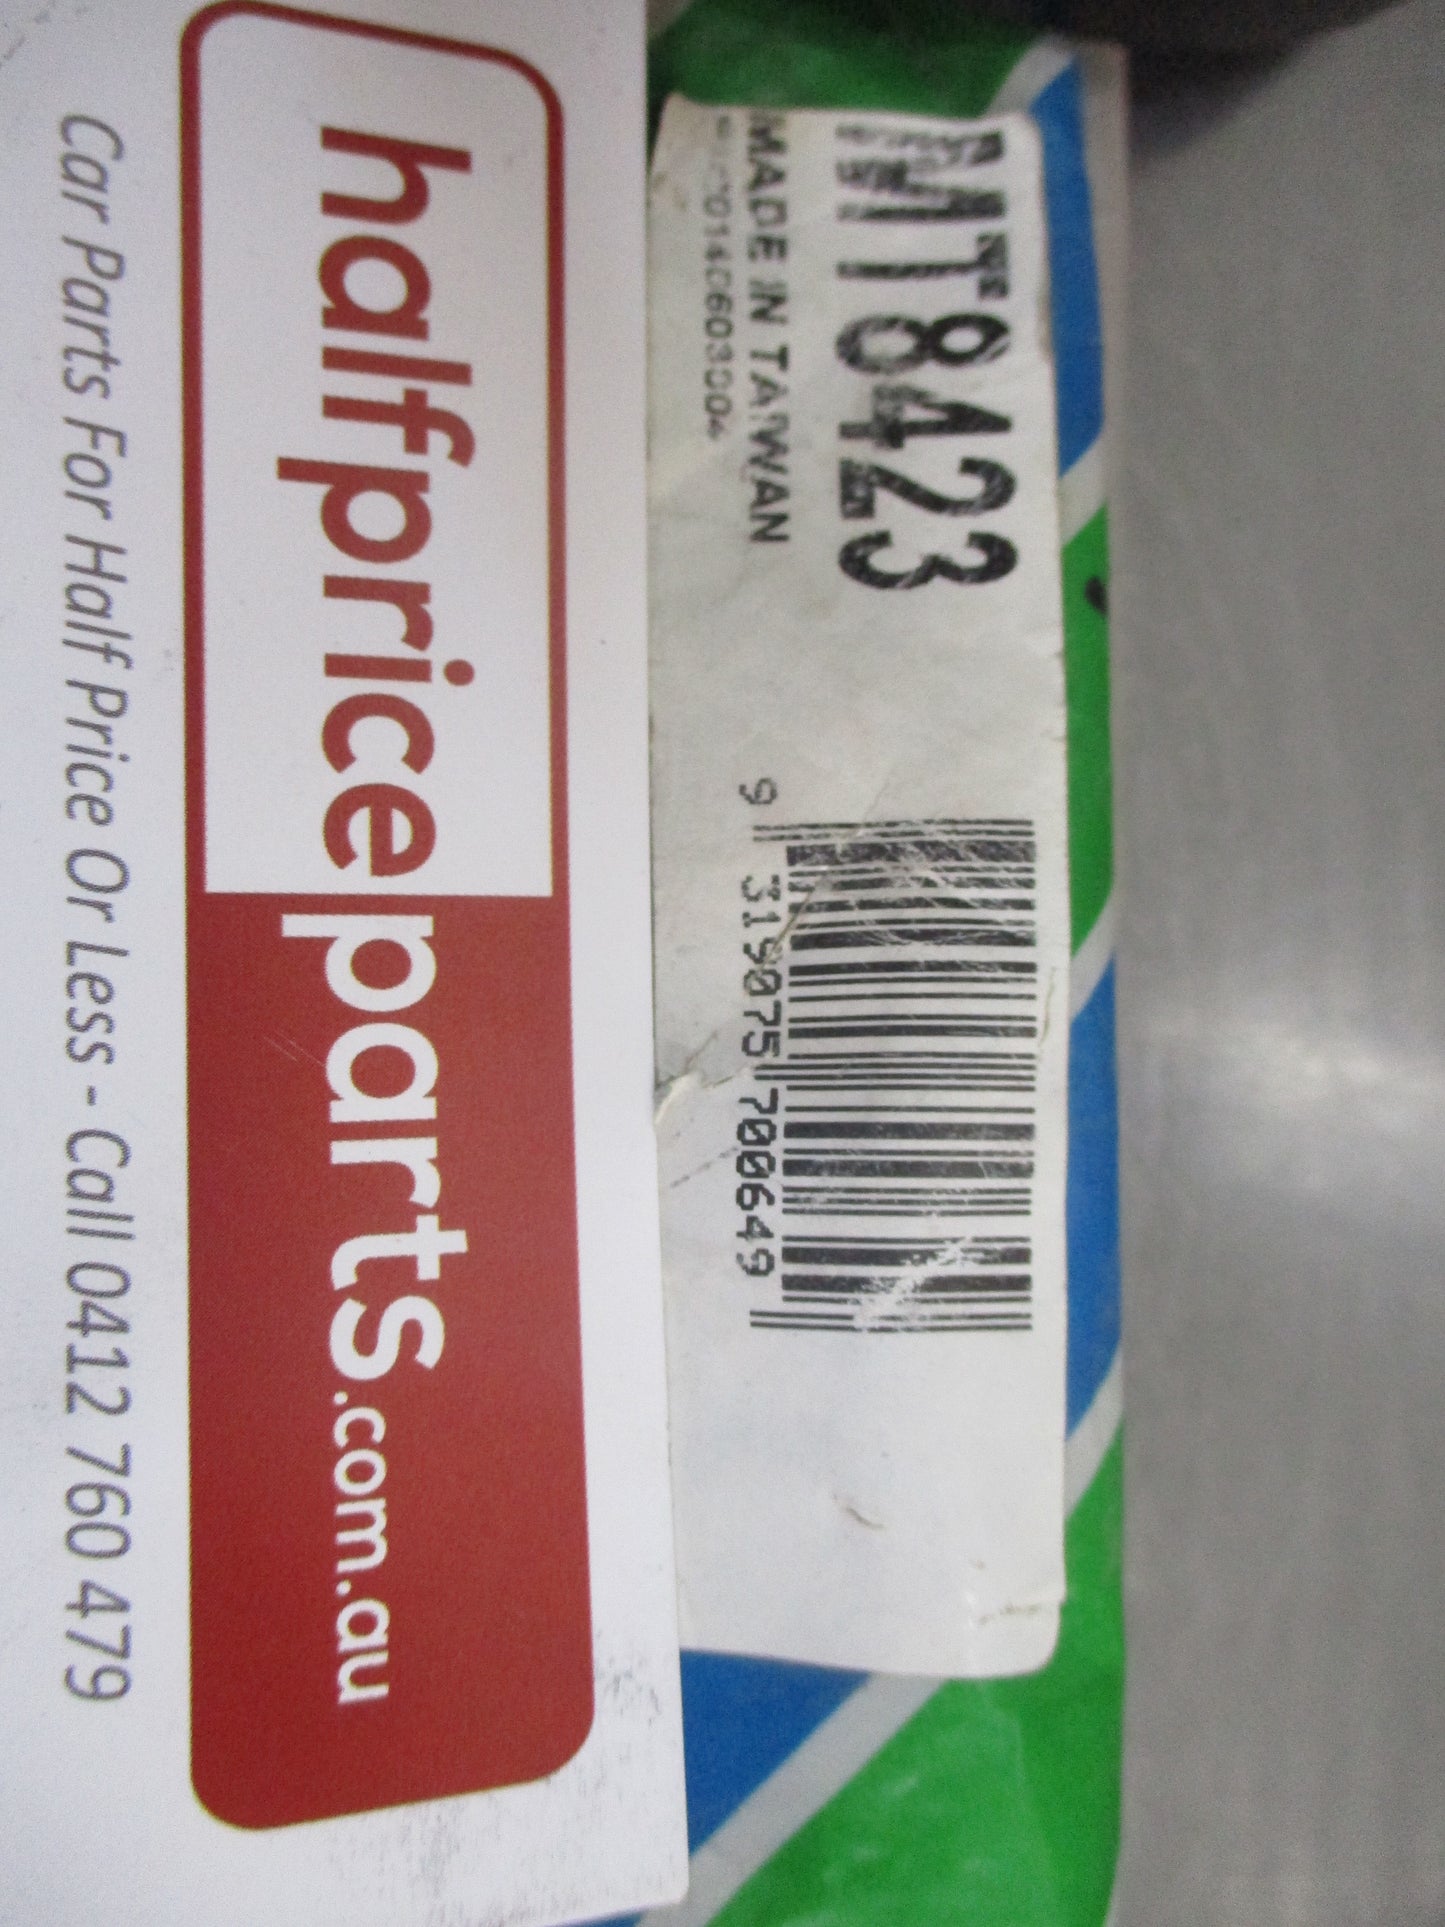 MT8423
MADE IN TAIWAN
9 319075 700649
halfpriceparts.com.au
Car Parts For Half Price Or Less - Call 0412 760 479